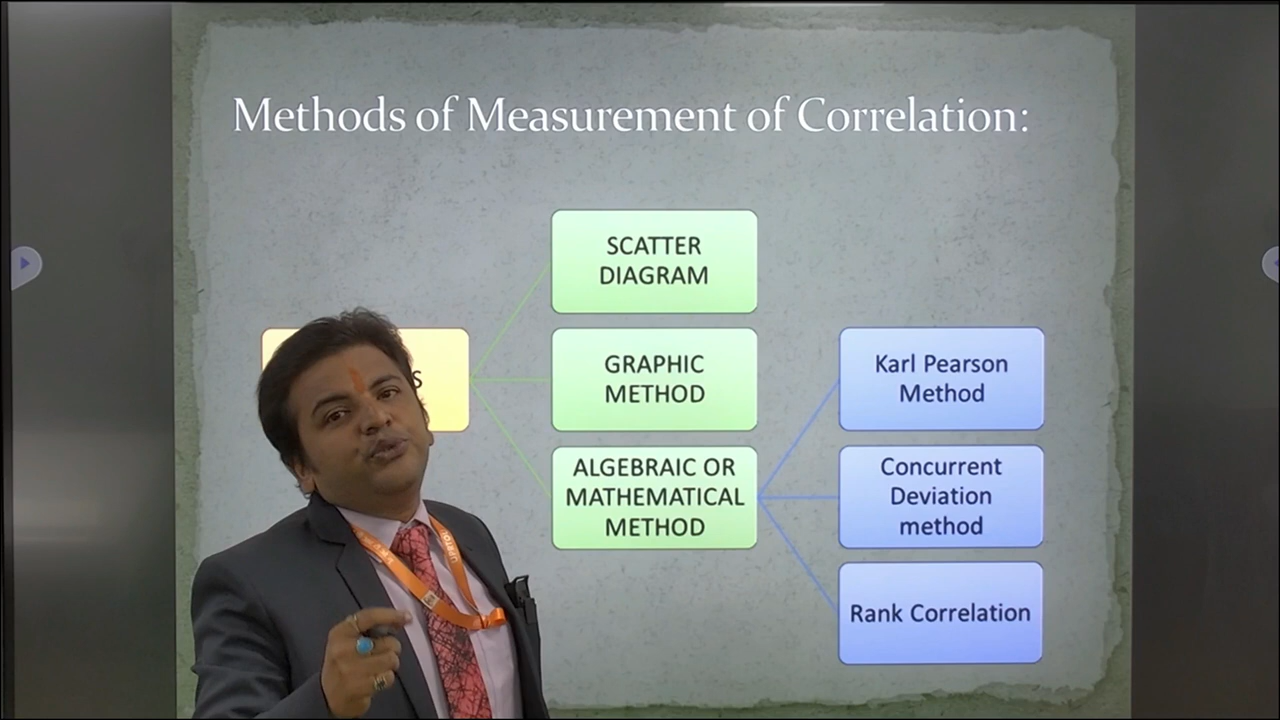 Methods of Measurement of Correlation:
SCATTER
DIAGRAM
GRAPHIC
METHOD
ALGEBRAIC OR
MATHEMATICAL
METHOD
Karl Pearson
Method
Concurrent
Deviation
method
Rank Correlation